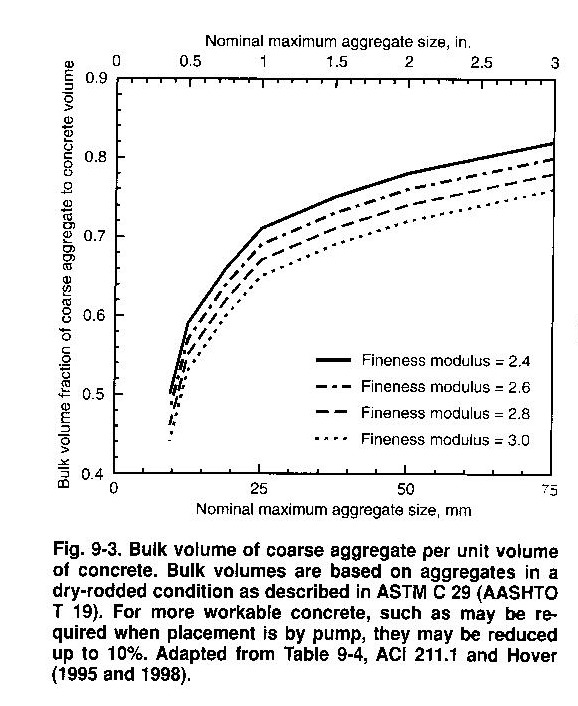 Nominal maximum aggregate size, in.
0 0.5 1 1.5 2 2.5 3
Bulk volume fraction of coarse aggregate to concrete volume
0.9
0.8
0.7
0.6
0.5
0.4
Fineness modulus = 2.4
Fineness modulus = 2.6
Fineness modulus = 2.8
Fineness modulus = 3.0
0 25 50 75
Nominal maximum aggregate size, mm
Fig. 9-3. Bulk volume of coarse aggregate per unit volume
of concrete. Bulk volumes are based on aggregates in a
dry-rodded condition as described in ASTM C 29 (AASHTO
T 19). For more workable concrete, such as may be re-
quired when placement is by pump, they may be reduced
up to 10%. Adapted from Table 9-4, ACI 211.1 and Hover
(1995 and 1998).